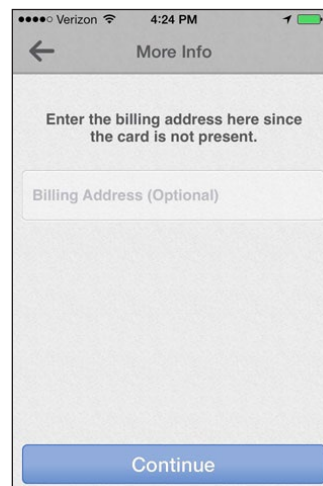 Verizon 4:24 PM
More Info
Enter the billing address here since
the card is not present.
Billing Address (Optional)
Continue